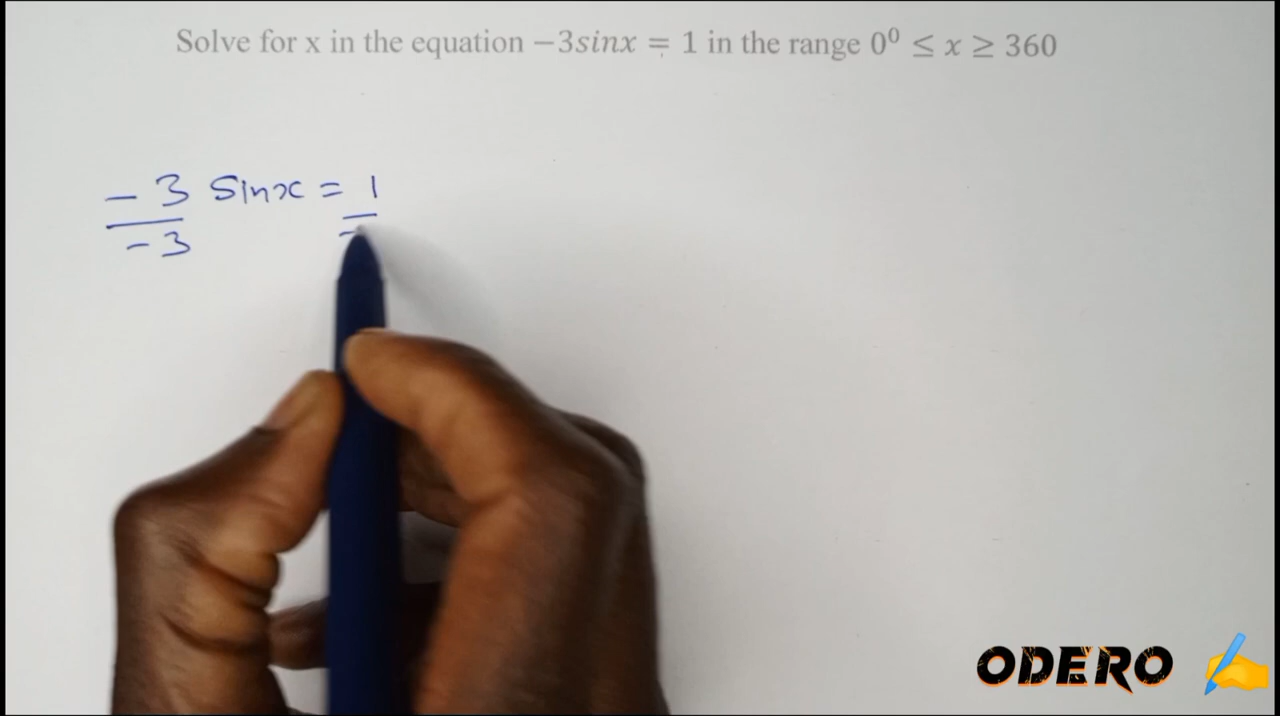 Solve for x in the equation −3sinx = 1 in the range 0⁰ ≤ x ≥ 360
-3 Sinx = 1
-3 -
ODERO